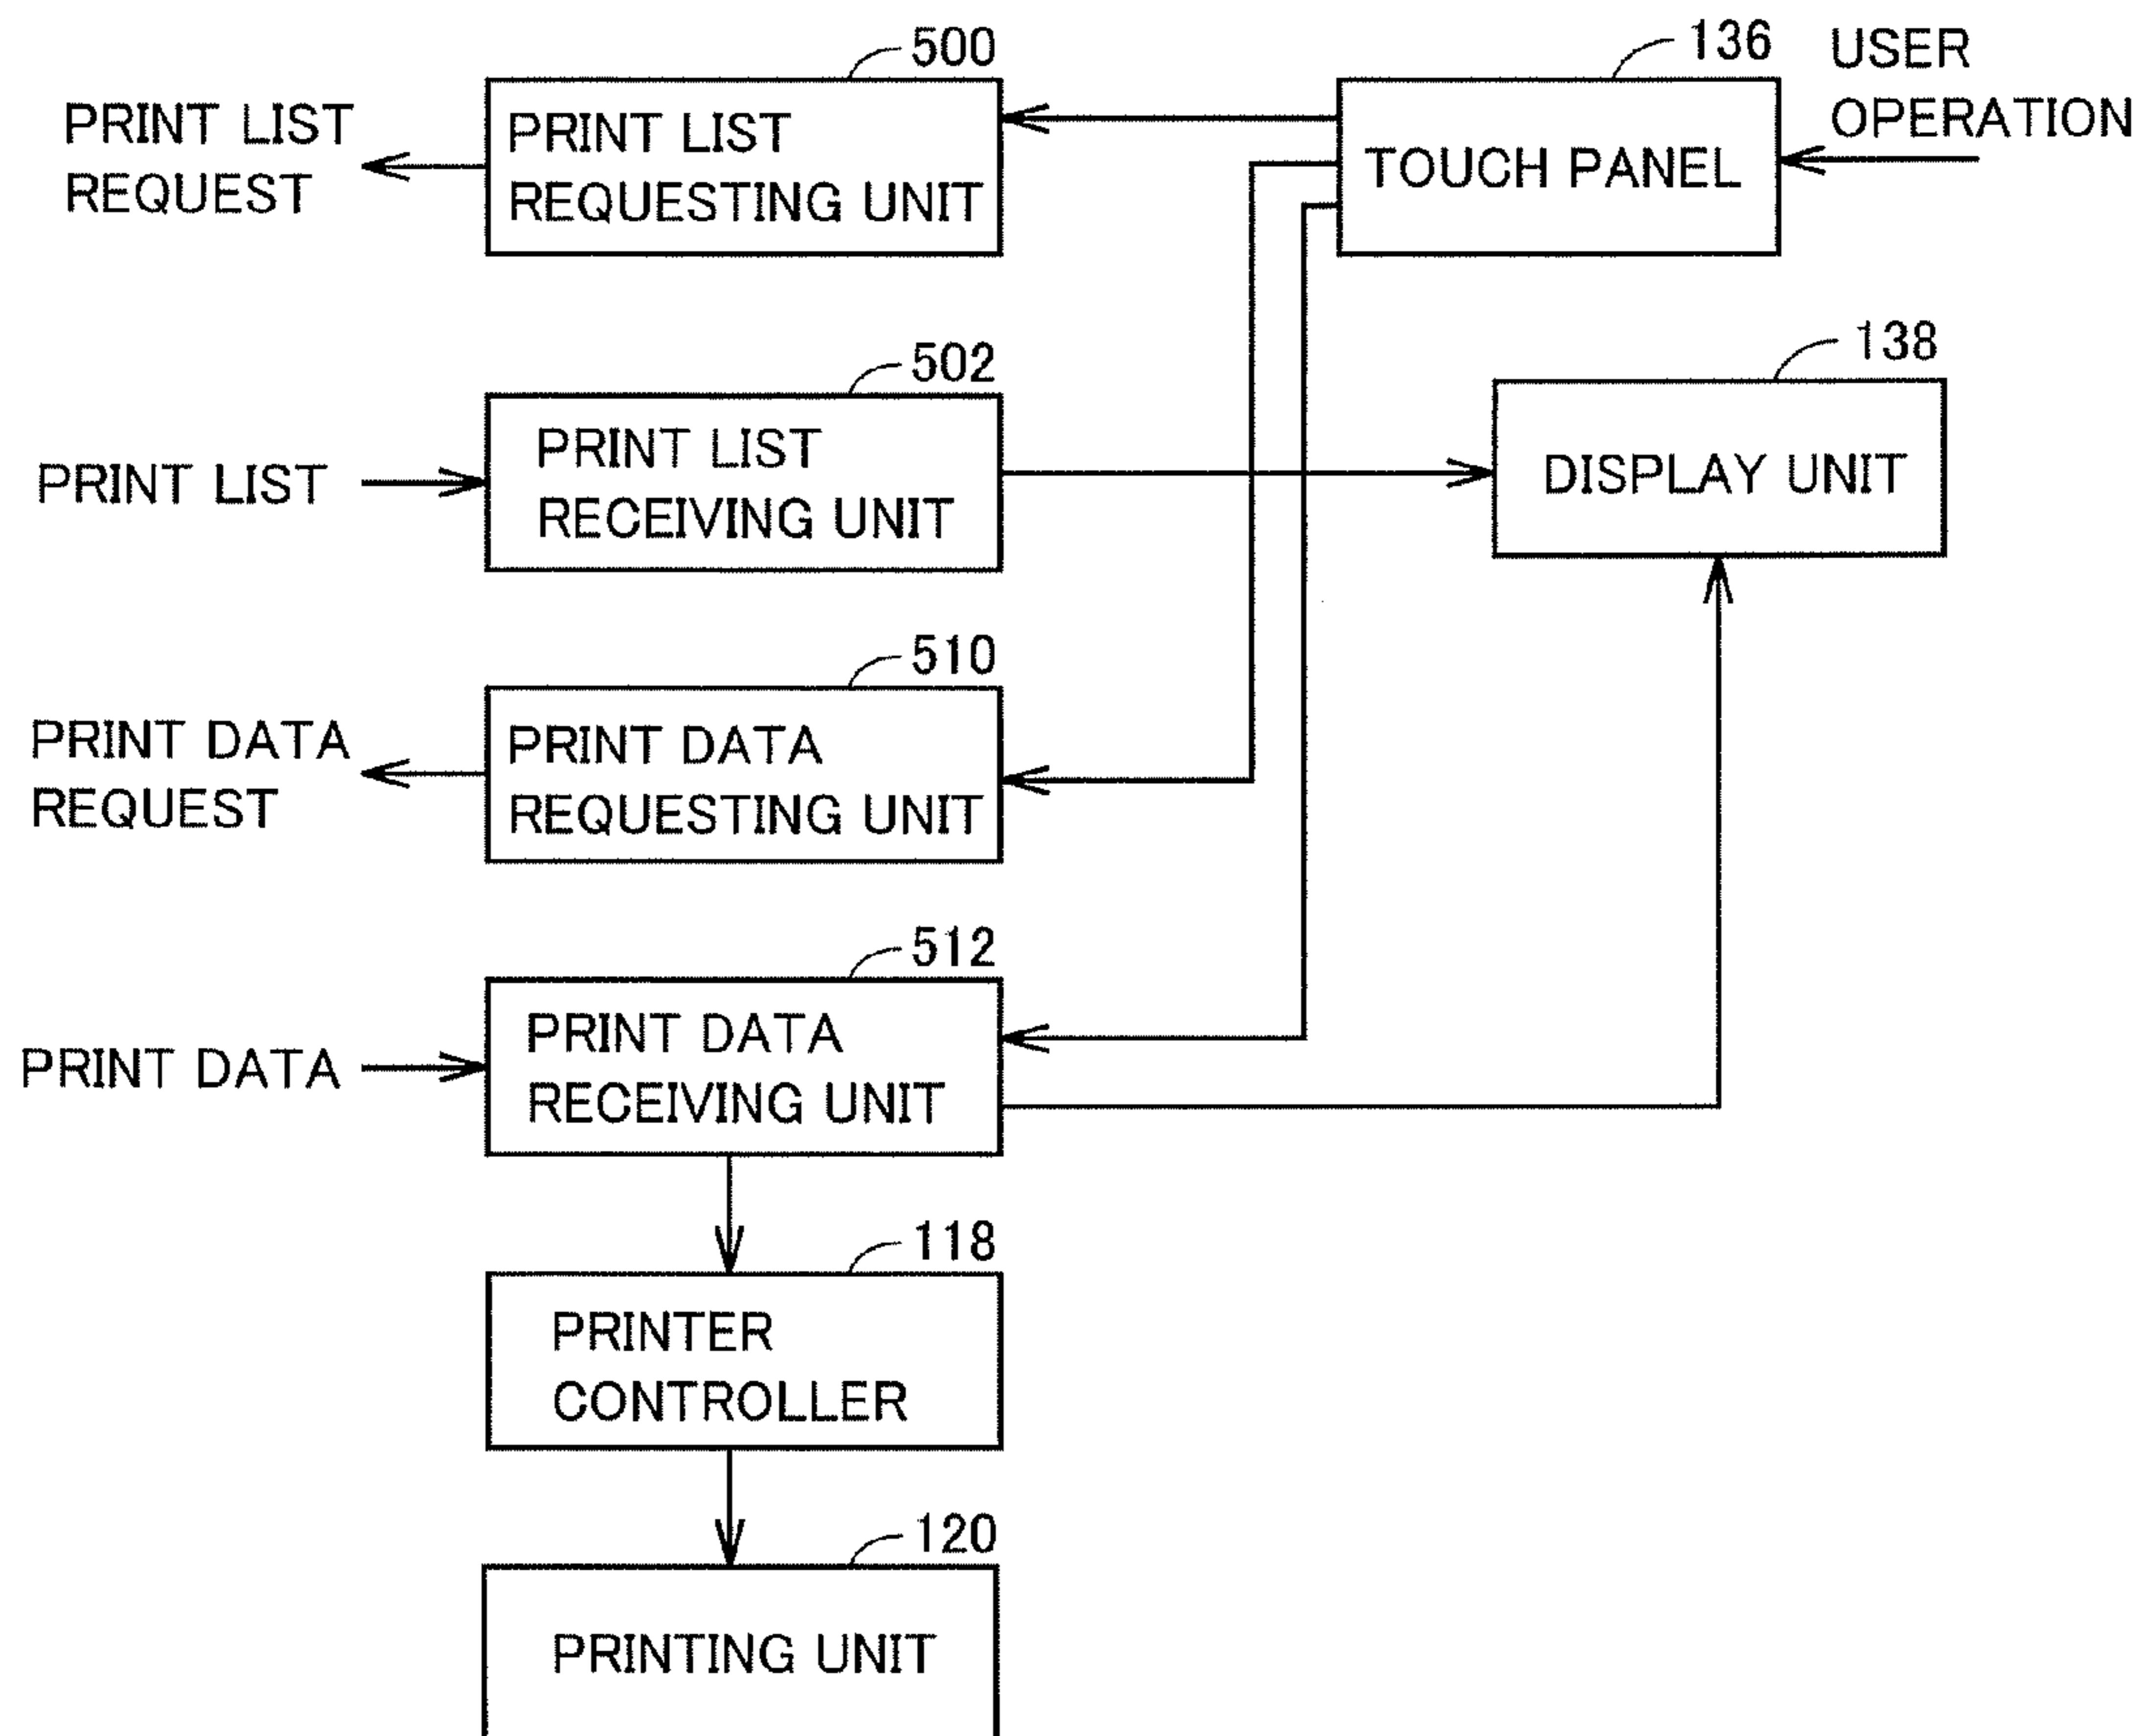 500
136
USER
OPERATION
PRINT LIST
REQUEST
PRINT LIST
REQUESTING UNIT
TOUCH PANEL
502
138
PRINT LIST
PRINT LIST
RECEIVING UNIT
DISPLAY UNIT
510
PRINT DATA
REQUEST
PRINT DATA
REQUESTING UNIT
512
PRINT DATA
PRINT DATA
RECEIVING UNIT
118
PRINTER
CONTROLLER
120
PRINTING UNIT